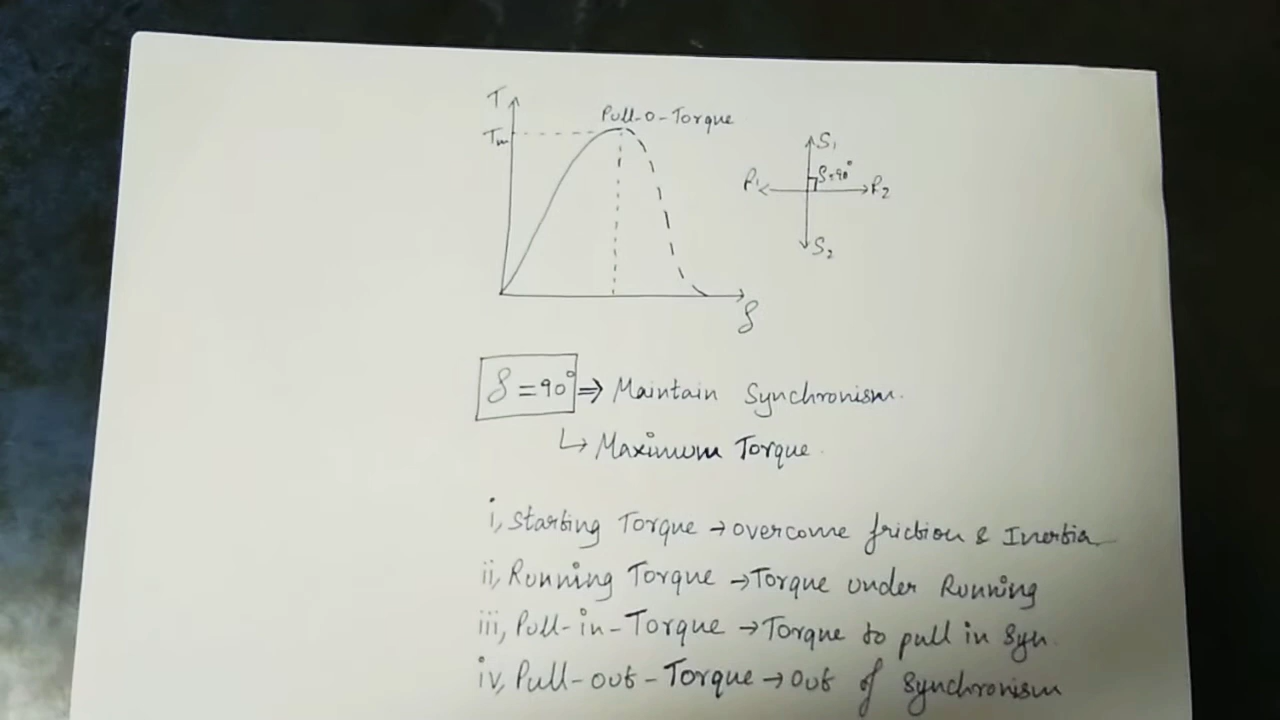 T
Pull-o-Torque
Tm
S1
δ=90°
R1
R2
S2
δ
δ=90° ⇒ Maintain Synchronism.
↳ Maximum Torque.
i, Starting Torque → overcome friction & Inertia
ii, Running Torque → Torque under Running
iii, Pull-in-Torque → Torque to pull in Syn.
iv, Pull-out-Torque → Out of Synchronism